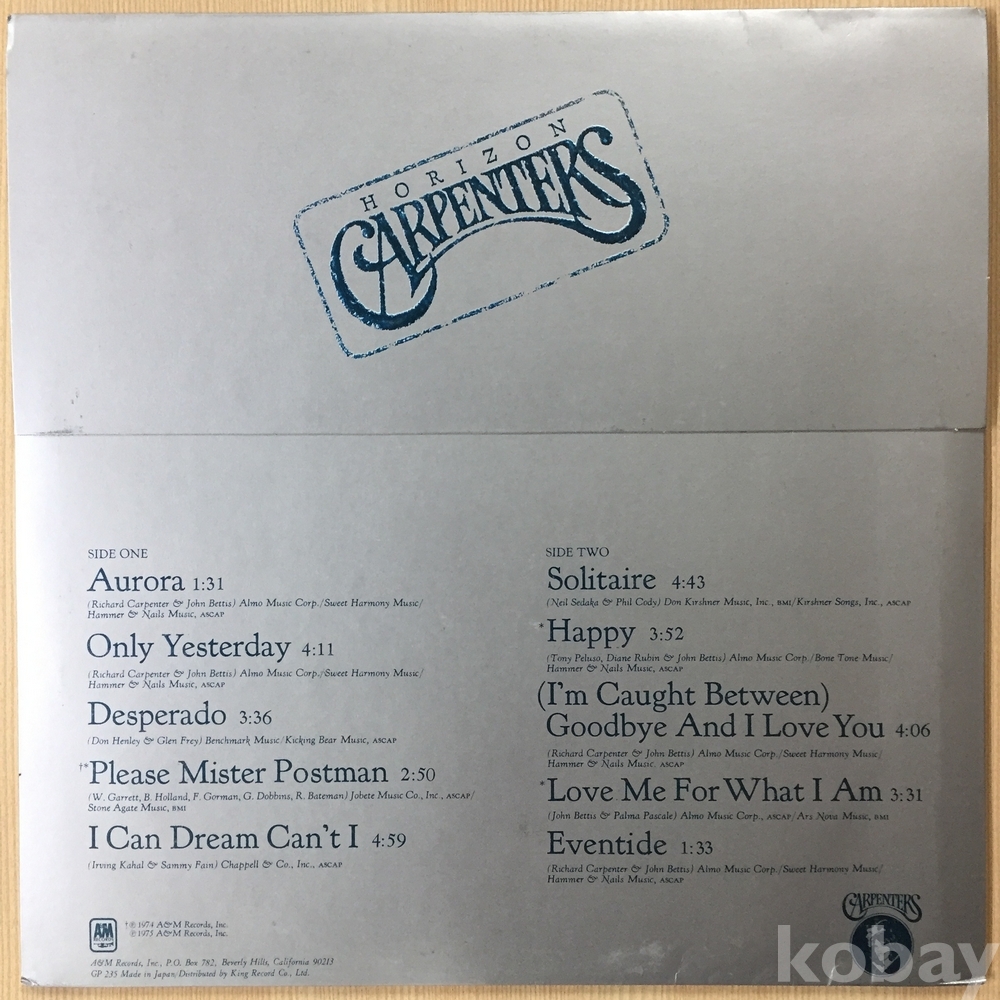 HORIZON
CARPENTERS
SIDE ONE
Aurora 1:31
(Richard Carpenter & John Bettis) Almo Music Corp./Sweet Harmony Music/
Hammer & Nails Music, ASCAP
Only Yesterday 4:11
(Richard Carpenter & John Bettis) Almo Music Corp./Sweet Harmony Music/
Hammer & Nails Music, ASCAP
Desperado 3:36
(Don Henley & Glen Frey) Benchmark Music/Kicking Bear Music, ASCAP
†*Please Mister Postman 2:50
(W. Garrett, B. Holland, F. Gorman, G. Dobbins, R. Bateman) Jobete Music Co., Inc., ASCAP/
Stone Agate Music, BMI
I Can Dream Can't I 4:59
(Irving Kahal & Sammy Fain) Chappell & Co., Inc., ASCAP
SIDE TWO
Solitaire 4:43
(Neil Sedaka & Phil Cody) Don Kirshner Music, Inc., BMI/Kirshner Songs, Inc., ASCAP
*Happy 3:52
(Tony Peluso, Diane Rubin & John Bettis) Almo Music Corp./Bone Tone Music/
Hammer & Nails Music, ASCAP
(I'm Caught Between)
Goodbye And I Love You 4:06
(Richard Carpenter & John Bettis) Almo Music Corp./Sweet Harmony Music/
Hammer & Nails Music, ASCAP
*Love Me For What I Am 3:31
(John Bettis & Palma Pascale) Almo Music Corp., ASCAP/Ars Nova Music, BMI
Eventide 1:33
(Richard Carpenter & John Bettis) Almo Music Corp./Sweet Harmony Music/
Hammer & Nails Music, ASCAP
A&M RECORDS
†℗ 1974 A&M Records, Inc.
℗ 1975 A&M Records, Inc.
A&M Records, Inc., P.O. Box 782, Beverly Hills, California 90213
GP 235 Made in Japan/Distributed by King Record Co., Ltd.
CARPENTERS
kobay